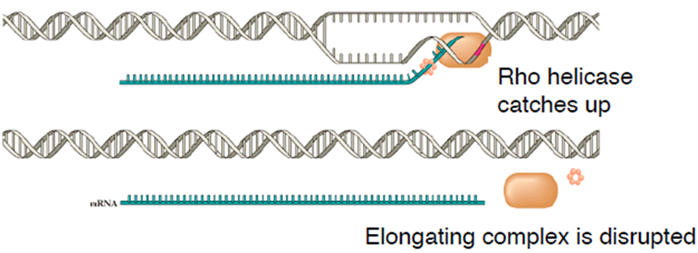 Rho helicase
catches up
mRNA
Elongating complex is disrupted